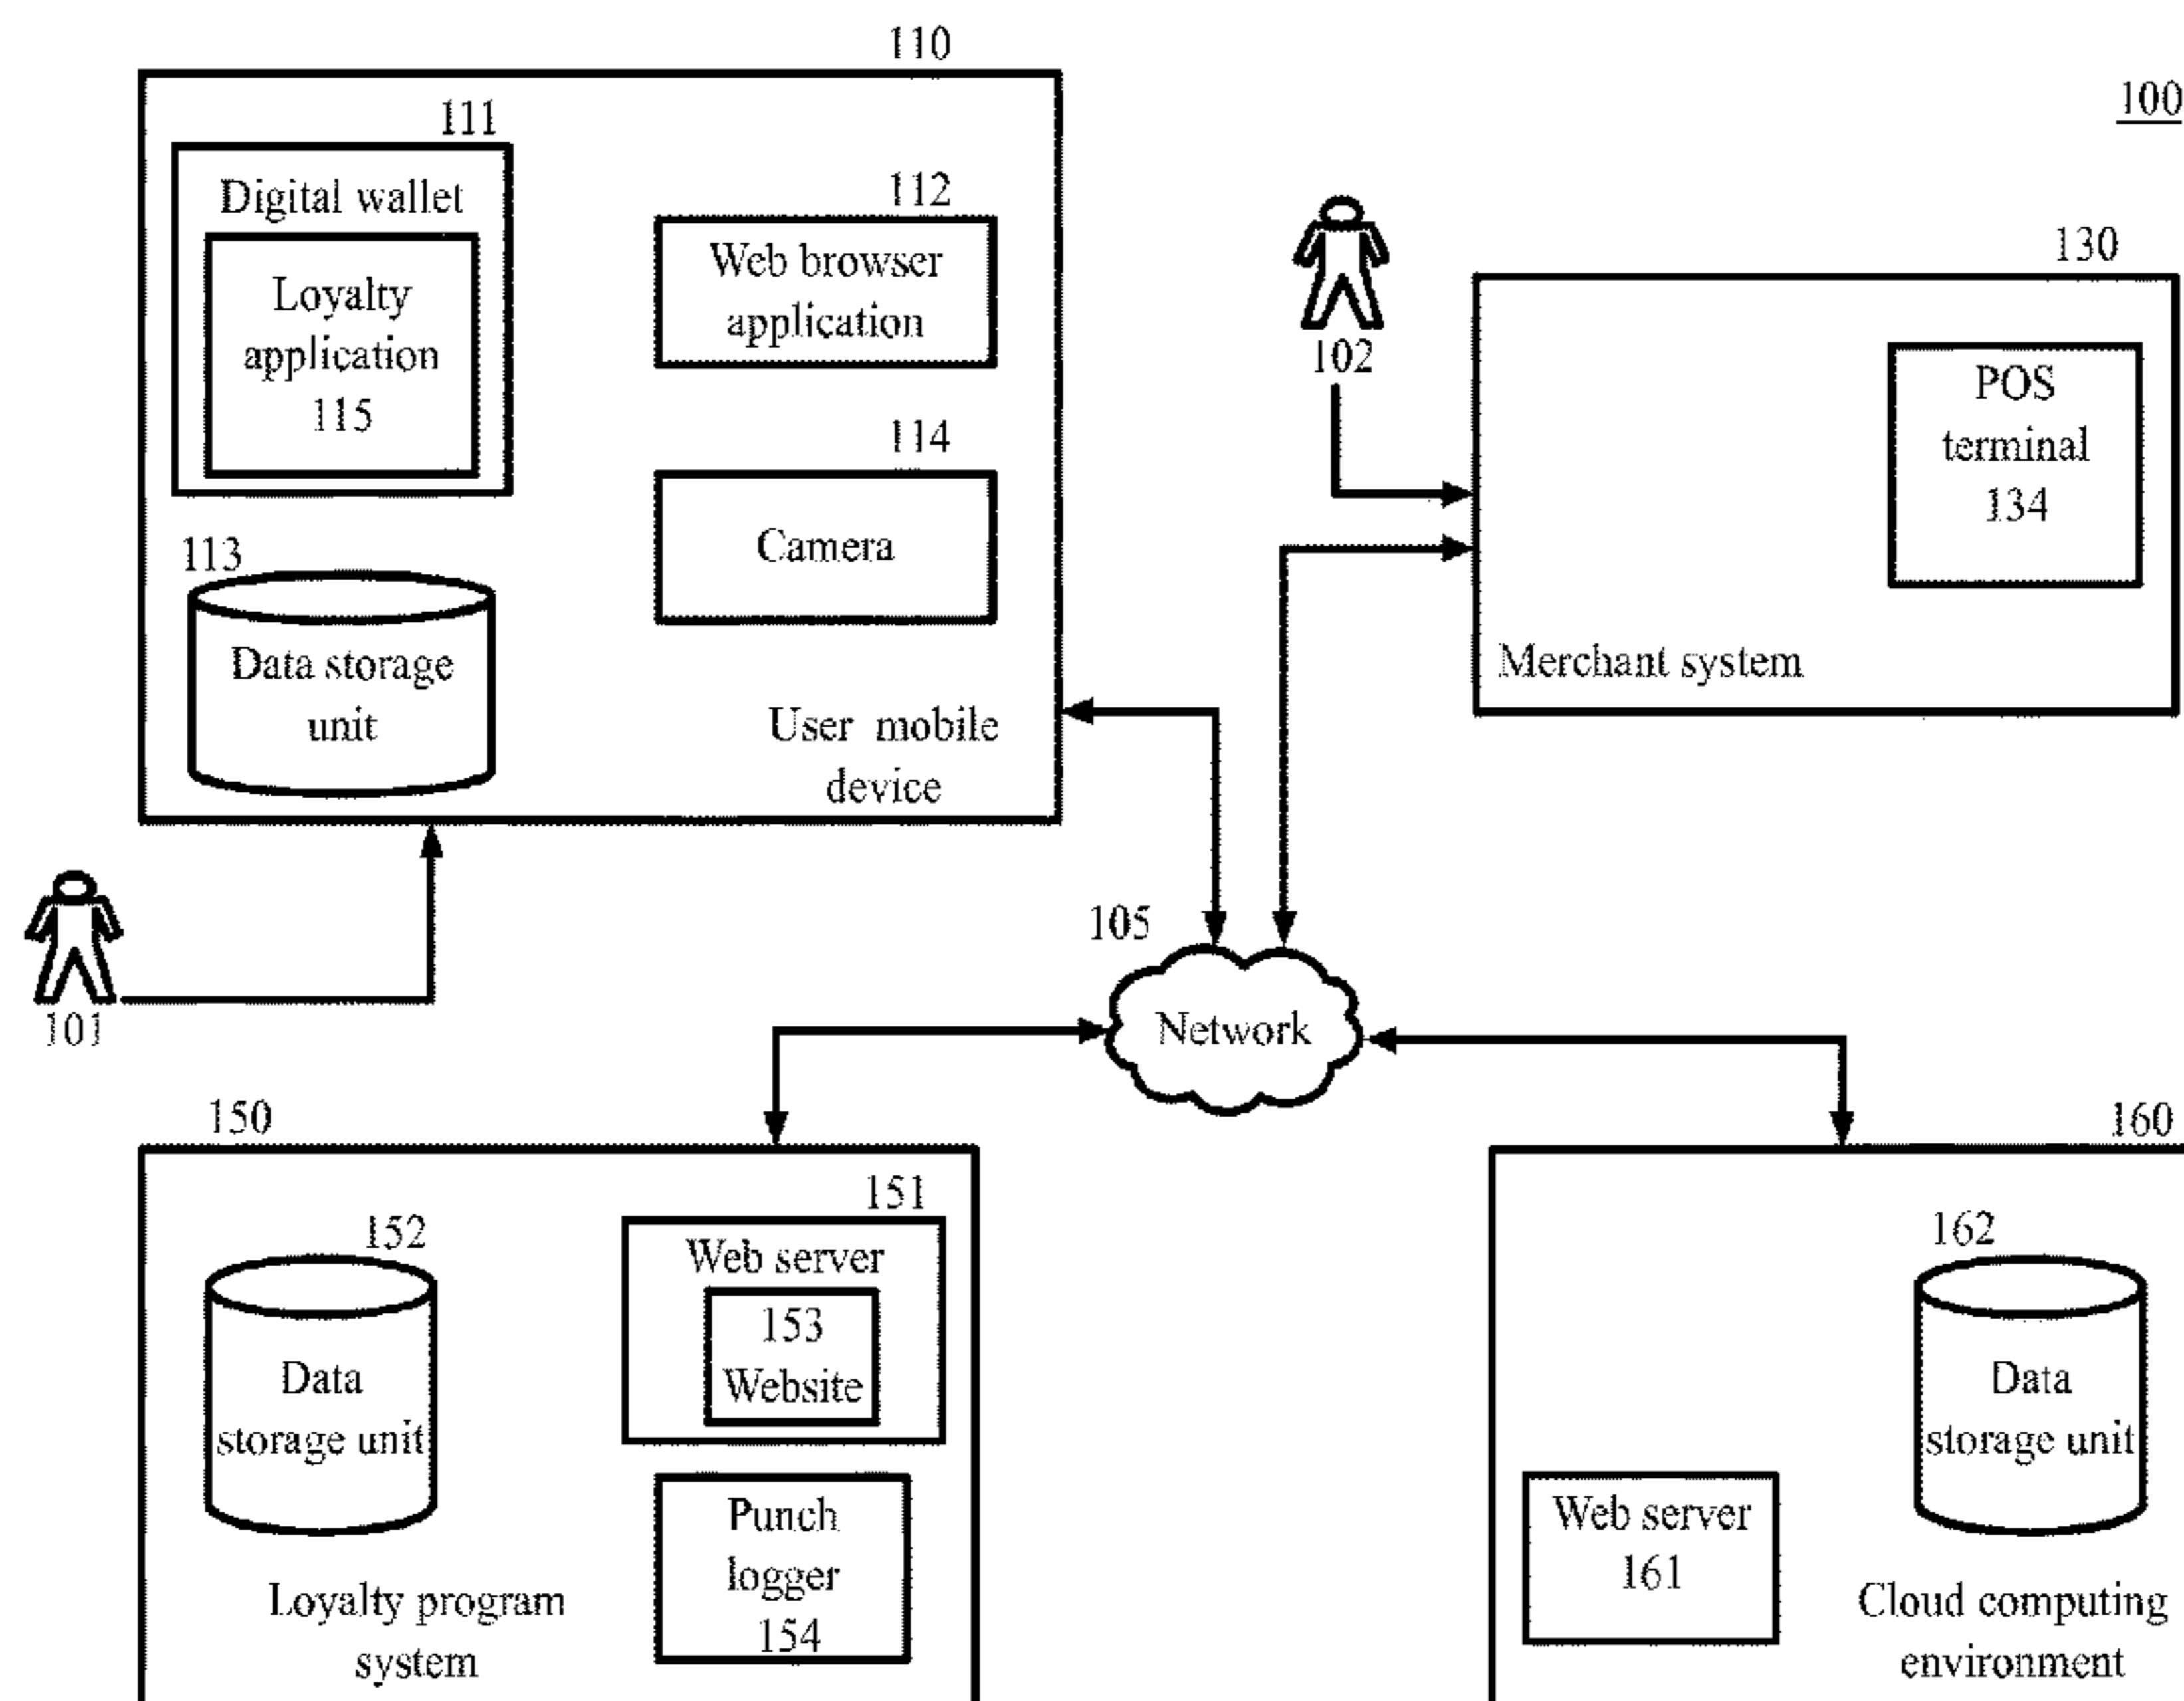 110
100
111
Digital wallet
Loyalty
application
115
112
Web browser
application
114
Camera
113
Data storage
unit
User mobile
device
102
130
POS
terminal
134
Merchant system
101
105
Network
150
152
Data
storage unit
151
Web server
153
Website
Punch
logger
154
Loyalty program
system
160
162
Data
storage unit
Web server
161
Cloud computing
environment